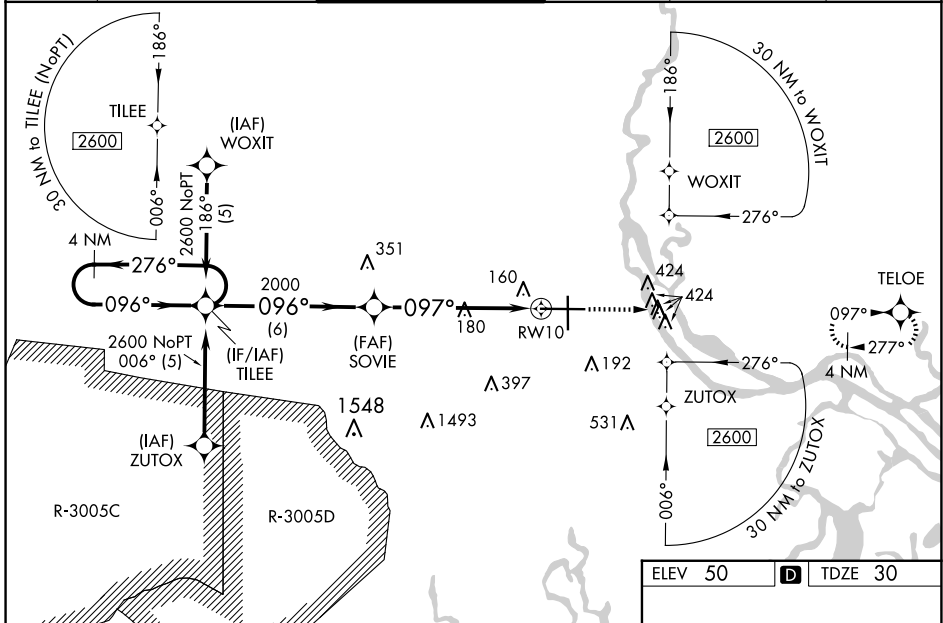 30 NM to TILEE (NoPT)
186°
TILEE
2600
006°
(IAF)
WOXIT
2600 NoPT
186°
(5)
186°
30 NM to WOXIT
2600
WOXIT
276°
4 NM
276°
096°
2000
096°
(6)
351
097°
180
160
RW10
424
424
TELOE
097°
277°
4 NM
2600 NoPT
006° (5)
(IF/IAF)
TILEE
(FAF)
SOVIE
192
276°
397
ZUTOX
1548
1493
531
2600
(IAF)
ZUTOX
006°
30 NM to ZUTOX
R-3005C
R-3005D
ELEV 50 D TDZE 30